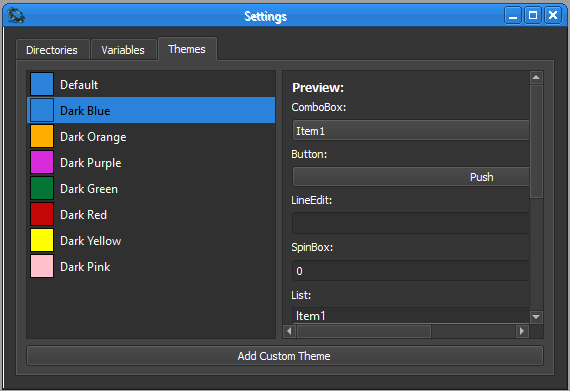 Settings
Directories
Variables
Themes
Default
Dark Blue
Dark Orange
Dark Purple
Dark Green
Dark Red
Dark Yellow
Dark Pink
Preview:
ComboBox:
Item1
Button:
Push
LineEdit:
SpinBox:
0
List:
Item1
Add Custom Theme